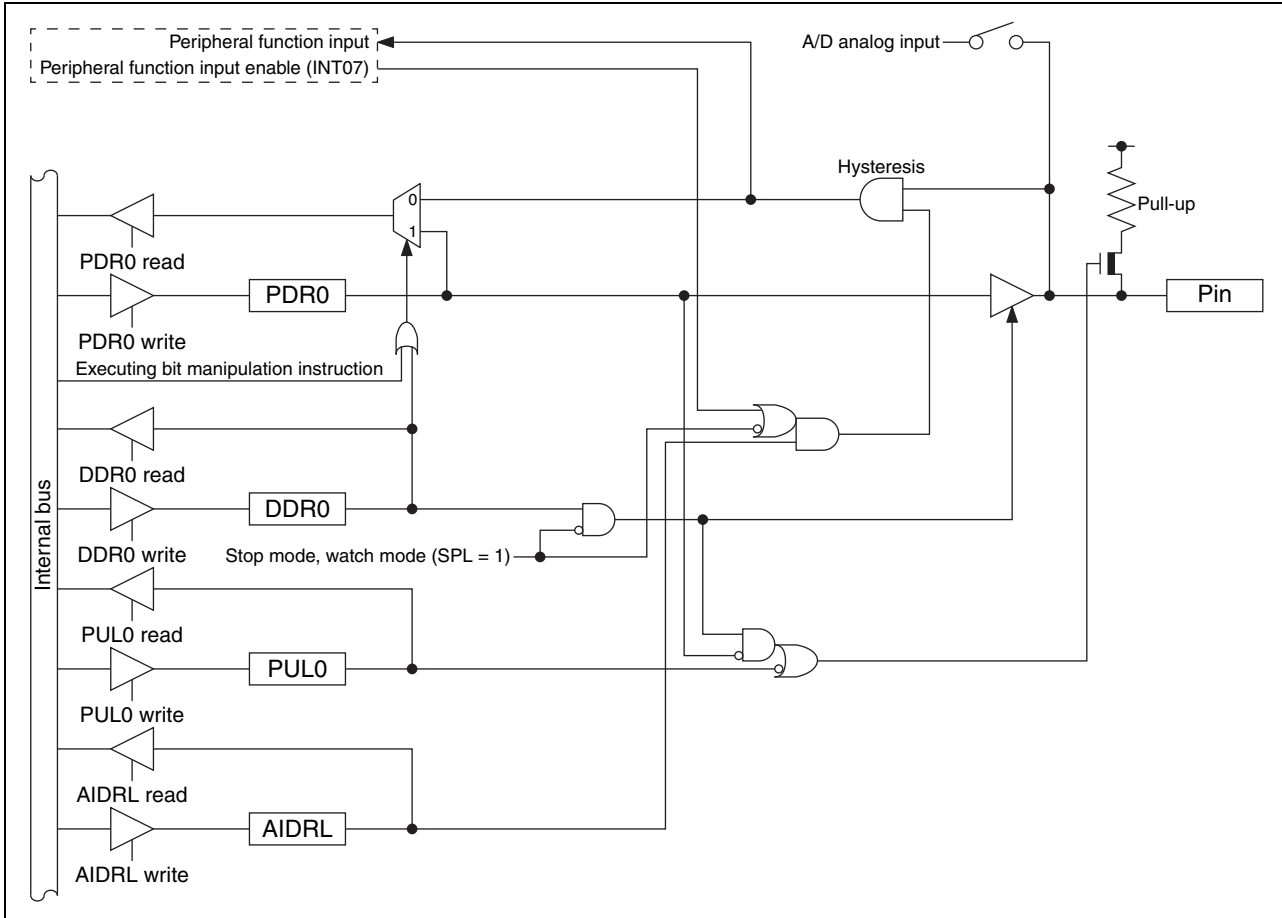 Peripheral function input
A/D analog input
Peripheral function input enable (INT07)
Hysteresis
0
Pull-up
1
PDR0 read
PDR0
Pin
PDR0 write
Executing bit manipulation instruction
DDR0 read
DDR0
Internal bus
DDR0 write
Stop mode, watch mode (SPL = 1)
PUL0 read
PUL0
PUL0 write
AIDRL read
AIDRL
AIDRL write